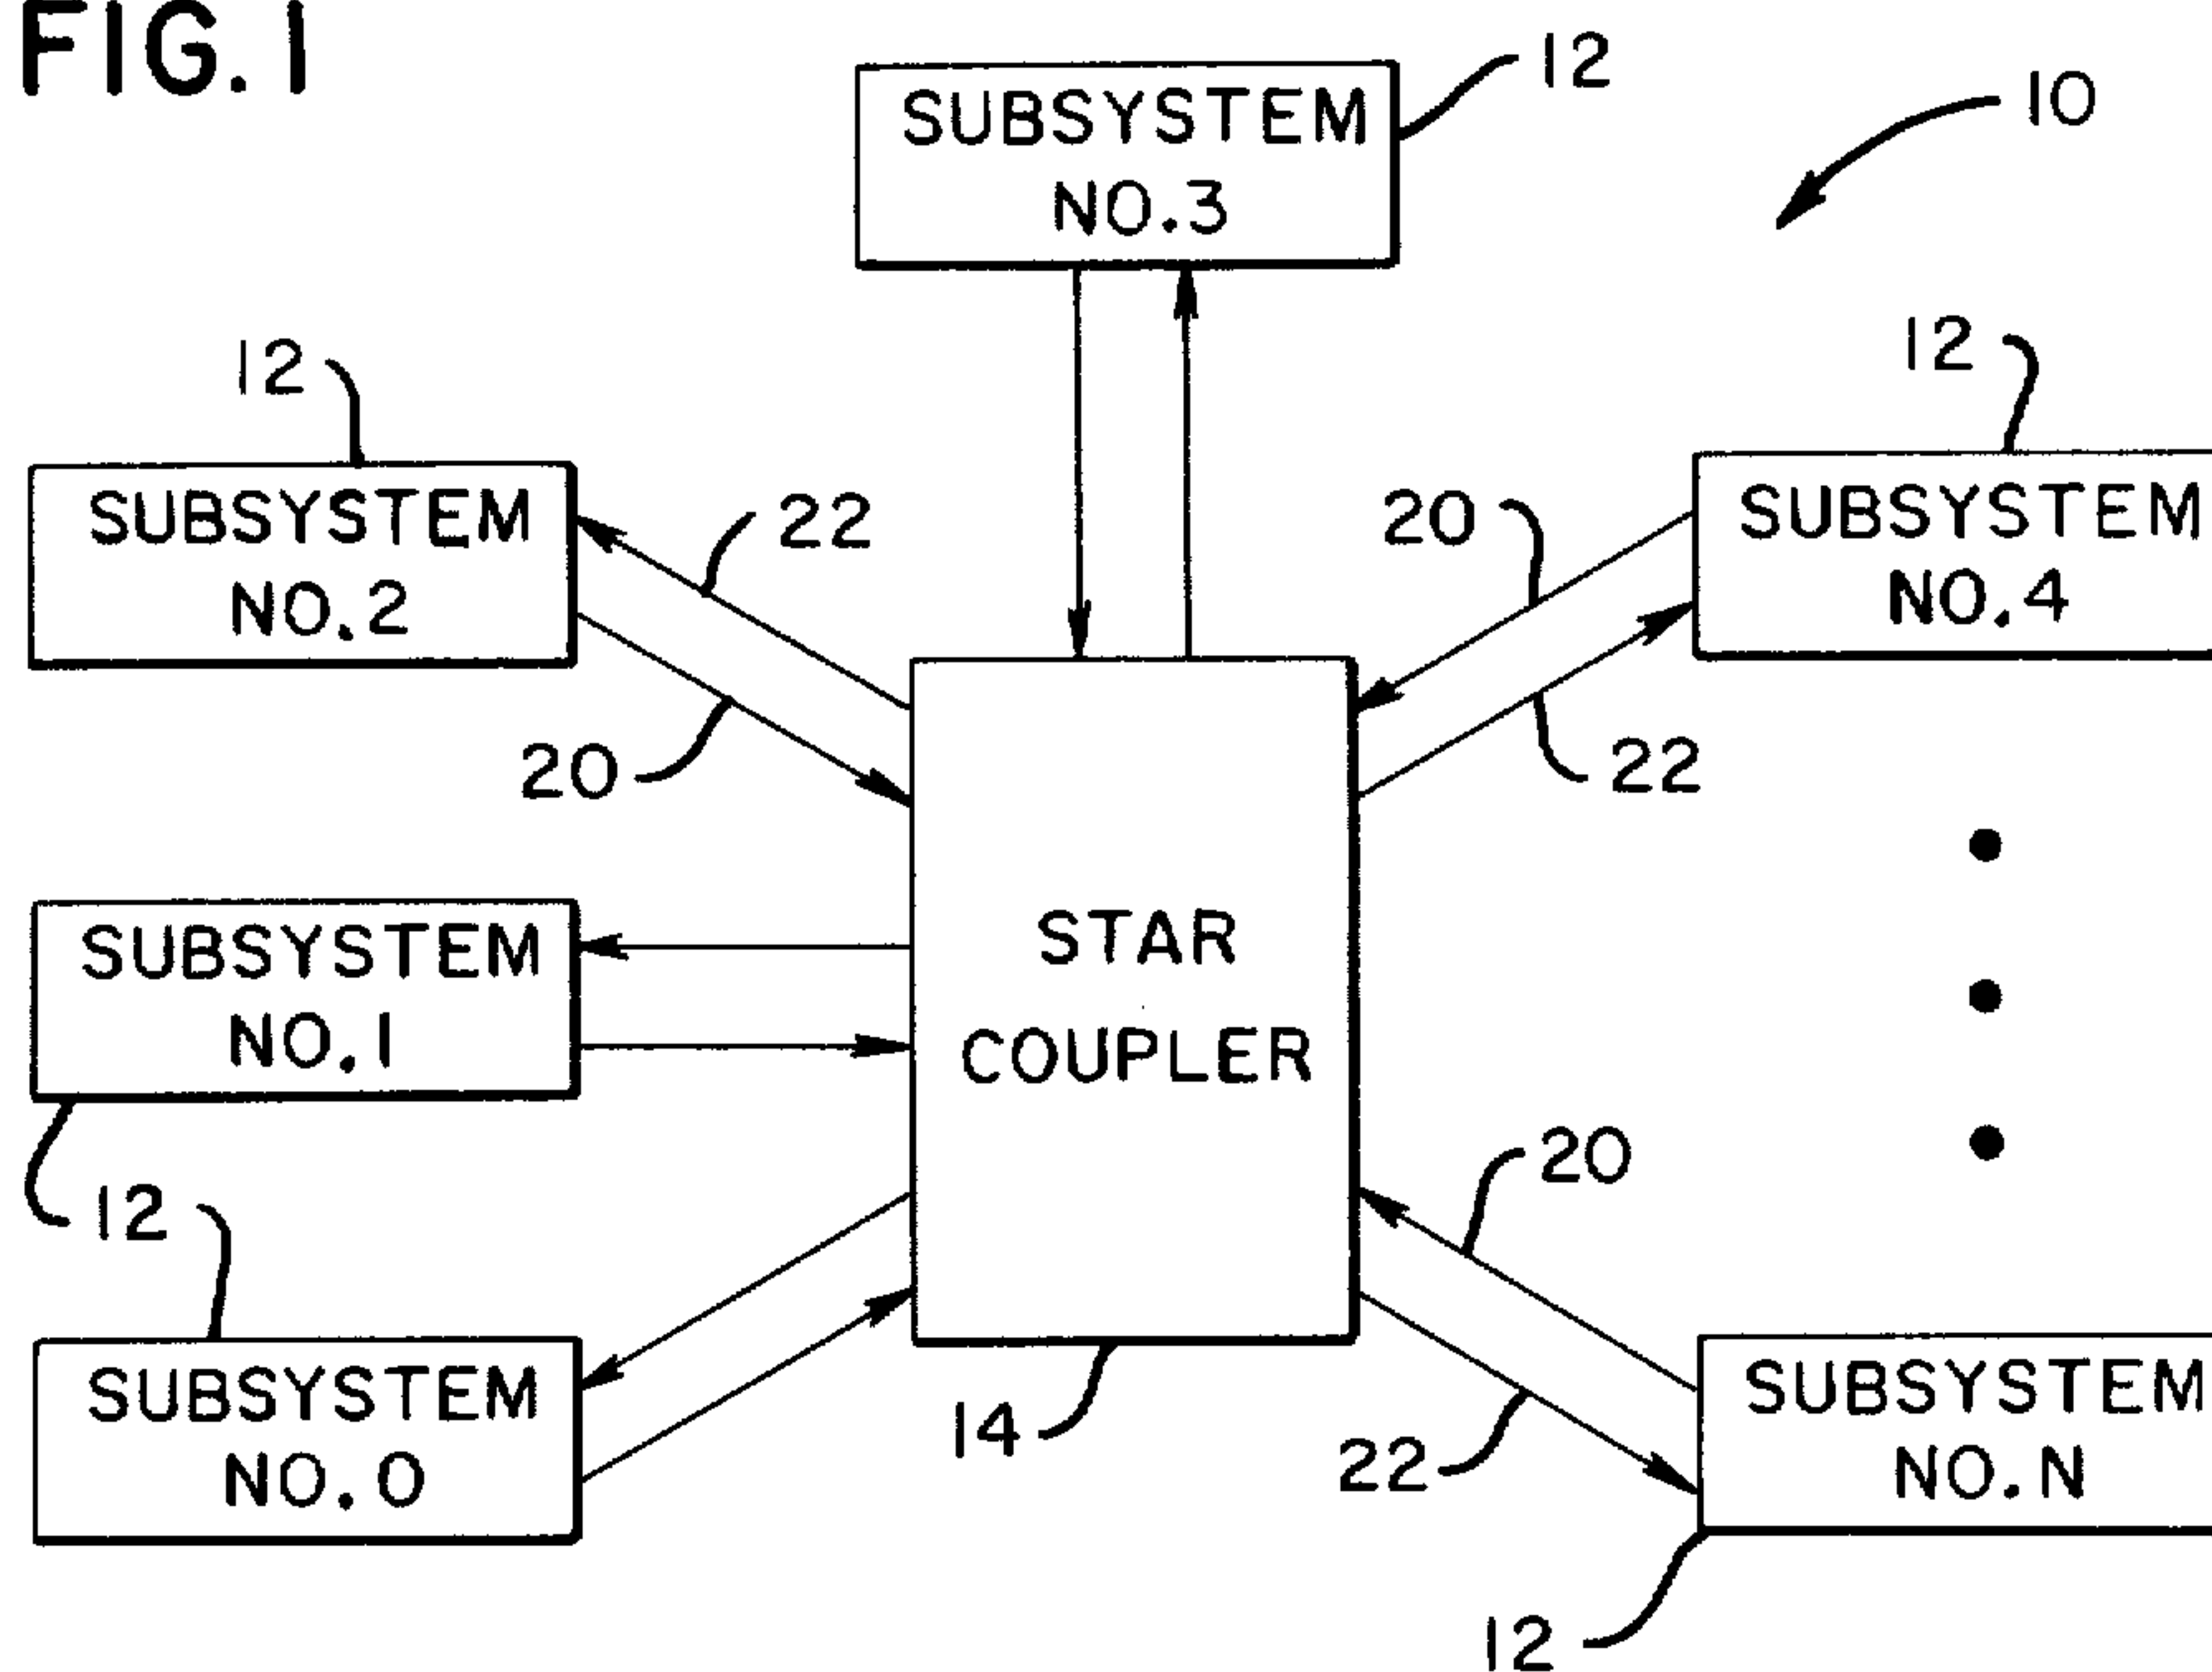 FIG. 1
12
10
SUBSYSTEM
NO. 3
12
12
SUBSYSTEM
NO. 2
22
20
SUBSYSTEM
NO. 4
20
22
SUBSYSTEM
NO. 1
STAR
COUPLER
20
12
SUBSYSTEM
NO. 0
14
22
SUBSYSTEM
NO. N
12